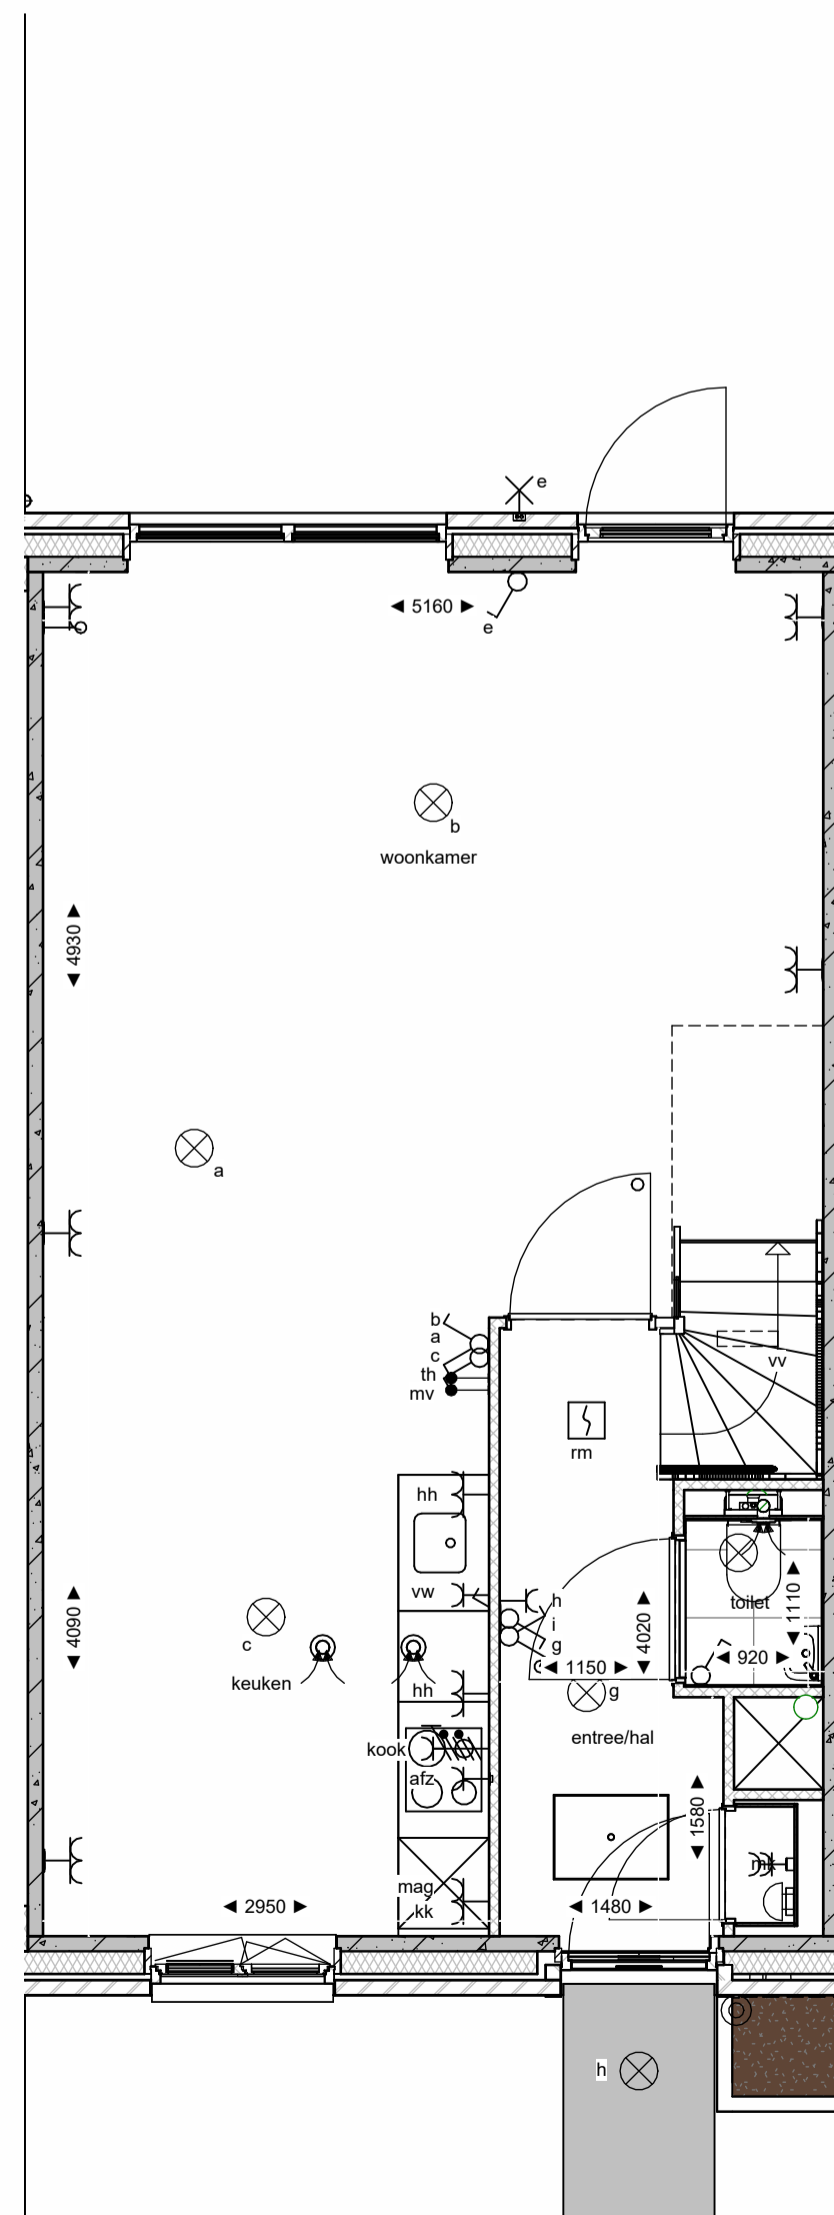 e
5160
e
b
woonkamer
4930
a
b
a
c
th
mv
vv
rm
hh
vw
h
i
g
toilet
1110
920
4090
c
keuken
4020
1150
g
hh
entree/hal
kook
afz
1580
mk
mag
kk
2950
1480
h